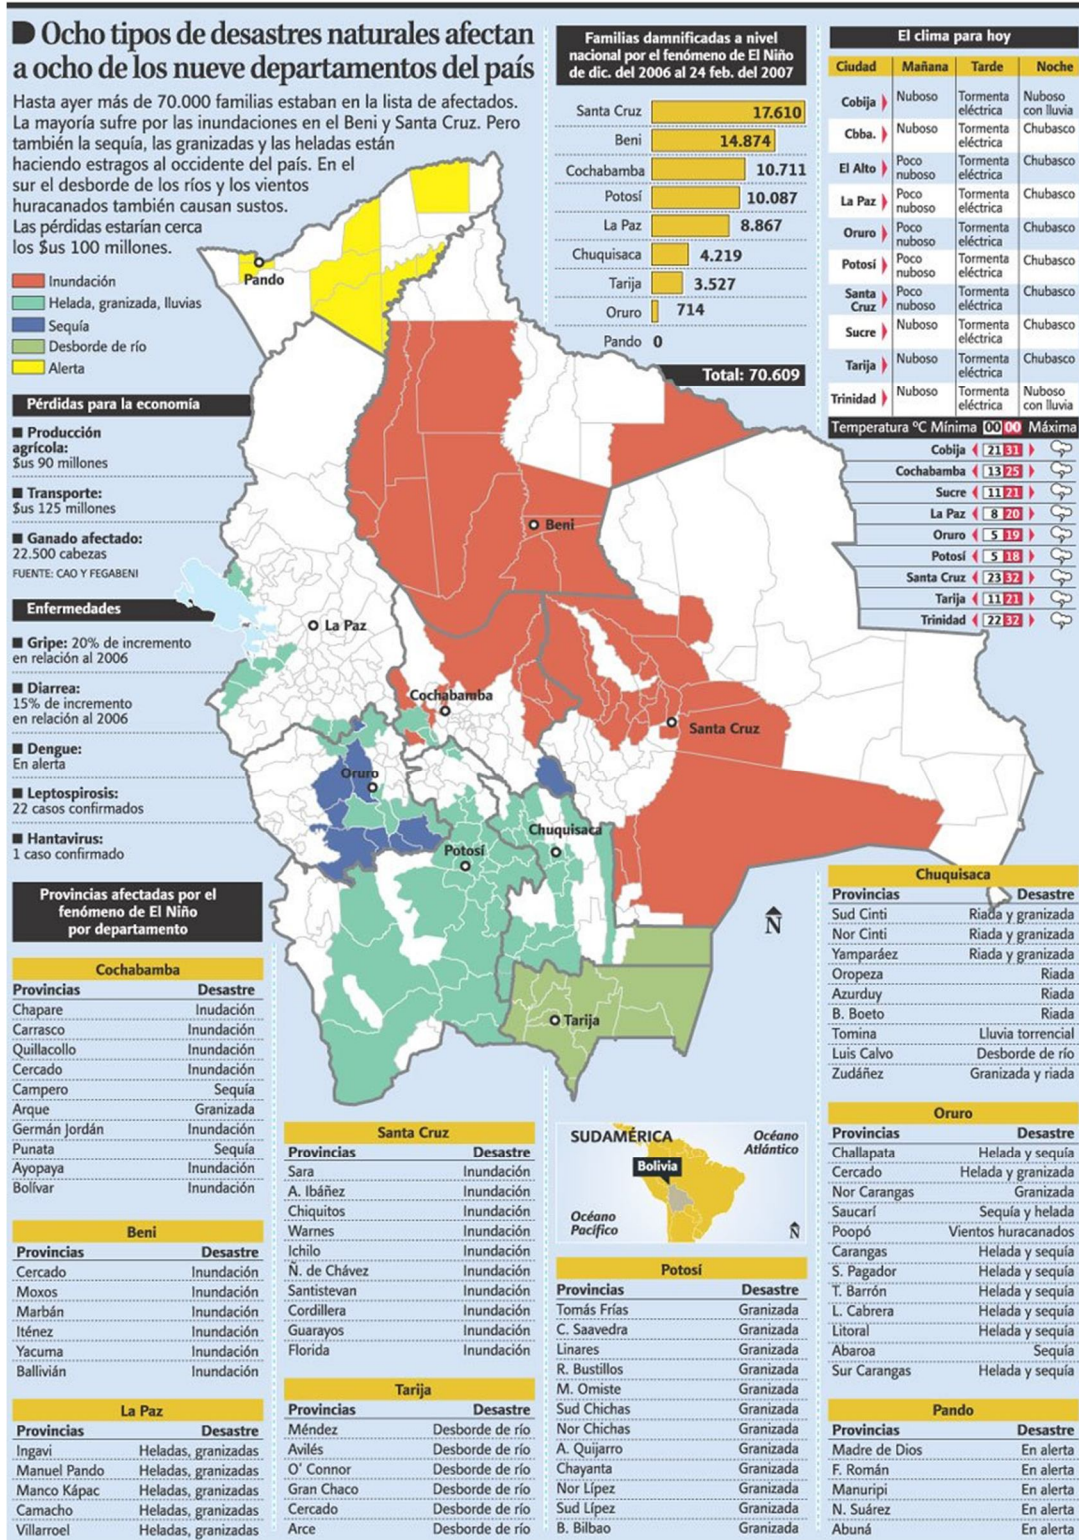 Ocho tipos de desastres naturales afectan
a ocho de los nueve departamentos del país
Hasta ayer más de 70.000 familias estaban en la lista de afectados.
La mayoría sufre por las inundaciones en el Beni y Santa Cruz. Pero
también la sequía, las granizadas y las heladas están
haciendo estragos al occidente del país. En el
sur el desborde de los ríos y los vientos
huracanados también causan sustos.
Las pérdidas estarían cerca
los $us 100 millones.
Inundación
Helada, granizada, lluvias
Sequía
Desborde de río
Alerta
Pérdidas para la economía
Producción
agrícola:
$us 90 millones
Transporte:
$us 125 millones
Ganado afectado:
22.500 cabezas
FUENTE: CAO Y FEGABENI
Enfermedades
Gripe: 20% de incremento
en relación al 2006
Diarrea:
15% de incremento
en relación al 2006
Dengue:
En alerta
Leptospirosis:
22 casos confirmados
Hantavirus:
1 caso confirmado
Familias damnificadas a nivel
nacional por el fenómeno de El Niño
de dic. del 2006 al 24 feb. del 2007
Santa Cruz 17.610
Beni 14.874
Cochabamba 10.711
Potosí 10.087
La Paz 8.867
Chuquisaca 4.219
Tarija 3.527
Oruro 714
Pando 0
Total: 70.609
El clima para hoy
Ciudad Mañana Tarde Noche
Cobija Nuboso Tormenta eléctrica Nuboso con lluvia
Cbba. Nuboso Tormenta eléctrica Chubasco
El Alto Poco nuboso Tormenta eléctrica Chubasco
La Paz Poco nuboso Tormenta eléctrica Chubasco
Oruro Poco nuboso Tormenta eléctrica Chubasco
Potosí Poco nuboso Tormenta eléctrica Chubasco
Santa Cruz Poco nuboso Tormenta eléctrica Chubasco
Sucre Nuboso Tormenta eléctrica Chubasco
Tarija Nuboso Tormenta eléctrica Chubasco
Trinidad Nuboso Tormenta eléctrica Nuboso con lluvia
Temperatura ºC Mínima 00 00 Máxima
Cobija 21 31
Cochabamba 13 25
Sucre 11 21
La Paz 8 20
Oruro 5 19
Potosí 5 18
Santa Cruz 23 32
Tarija 11 21
Trinidad 22 32
Pando
Beni
La Paz
Cochabamba
Santa Cruz
Oruro
Chuquisaca
Potosí
Tarija
N
Provincias afectadas por el
fenómeno de El Niño
por departamento
Cochabamba
Provincias Desastre
Chapare Inudación
Carrasco Inundación
Quillacollo Inundación
Cercado Inundación
Campero Sequía
Arque Granizada
Germán Jordán Inundación
Punata Sequía
Ayopaya Inundación
Bolívar Inundación
Beni
Provincias Desastre
Cercado Inundación
Moxos Inundación
Marbán Inundación
Iténez Inundación
Yacuma Inundación
Ballivián Inundación
La Paz
Provincias Desastre
Ingavi Heladas, granizadas
Manuel Pando Heladas, granizadas
Manco Kápac Heladas, granizadas
Camacho Heladas, granizadas
Villarroel Heladas, granizadas
Santa Cruz
Provincias Desastre
Sara Inundación
A. Ibáñez Inundación
Chiquitos Inundación
Warnes Inundación
Ichilo Inundación
Ñ. de Chávez Inundación
Santistevan Inundación
Cordillera Inundación
Guarayos Inundación
Florida Inundación
Tarija
Provincias Desastre
Méndez Desborde de río
Avilés Desborde de río
O' Connor Desborde de río
Gran Chaco Desborde de río
Cercado Desborde de río
Arce Desborde de río
SUDAMÉRICA
Océano
Atlántico
Bolivia
Océano
Pacífico
N
Potosí
Provincias Desastre
Tomás Frías Granizada
C. Saavedra Granizada
Linares Granizada
R. Bustillos Granizada
M. Omiste Granizada
Sud Chichas Granizada
Nor Chichas Granizada
A. Quijarro Granizada
Chayanta Granizada
Nor Lípez Granizada
Sud Lípez Granizada
B. Bilbao Granizada
Chuquisaca
Provincias Desastre
Sud Cinti Riada y granizada
Nor Cinti Riada y granizada
Yamparáez Riada y granizada
Oropeza Riada
Azurduy Riada
B. Boeto Riada
Tomina Lluvia torrencial
Luis Calvo Desborde de río
Zudáñez Granizada y riada
Oruro
Provincias Desastre
Challapata Helada y sequía
Cercado Helada y granizada
Nor Carangas Granizada
Saucarí Sequía y helada
Poopó Vientos huracanados
Carangas Helada y sequía
S. Pagador Helada y sequía
T. Barrón Helada y sequía
L. Cabrera Helada y sequía
Litoral Helada y sequía
Abaroa Sequía
Sur Carangas Helada y sequía
Pando
Provincias Desastre
Madre de Dios En alerta
F. Román En alerta
Manuripi En alerta
N. Suárez En alerta
Abuná En alerta